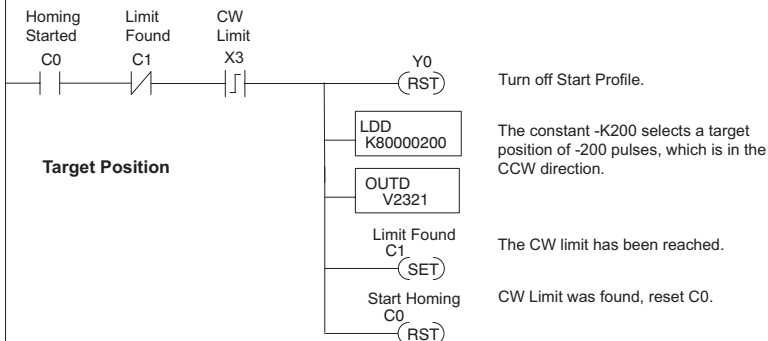 Homing Started
Limit Found
CW Limit
C0
C1
X3
Y0
RST
Turn off Start Profile.
LDD
K80000200
The constant -K200 selects a target
position of -200 pulses, which is in the
CCW direction.
Target Position
OUTD
V2321
Limit Found
C1
SET
The CW limit has been reached.
Start Homing
C0
RST
CW Limit was found, reset C0.